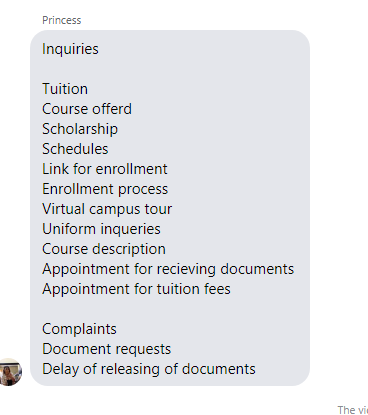 Princess
Inquiries
Tuition
Course offerd
Scholarship
Schedules
Link for enrollment
Enrollment process
Virtual campus tour
Uniform inqueries
Course description
Appointment for recieving documents
Appointment for tuition fees
Complaints
Document requests
Delay of releasing of documents
The